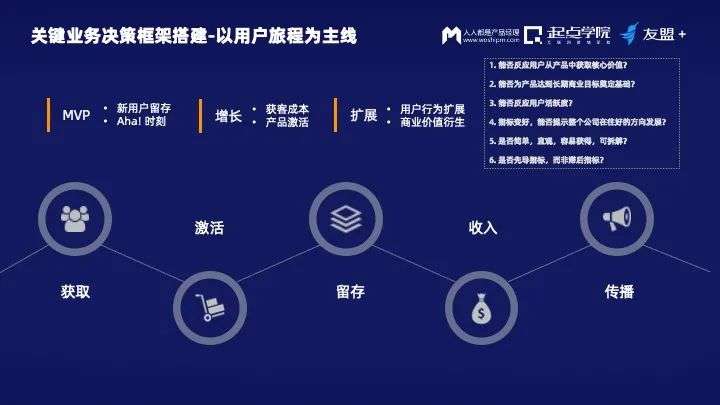 关键业务决策框架搭建-以用户旅程为主线
人人都是产品经理
www.woshipm.com
起点学院
友盟+
1. 能否反应用户从产品中获取核心价值?
2. 能否为产品达到长期商业目标奠定基础?
3. 能否反应用户活跃度?
4. 指标变好,能否提示整个公司在往好的方向发展?
5. 是否简单,直观,容易获得,可拆解?
6. 是否先导指标,而非滞后指标?
MVP
• 新用户留存
• Aha! 时刻
增长
• 获客成本
• 产品激活
扩展
• 用户行为扩展
• 商业价值衍生
激活
收入
获取
留存
传播
$